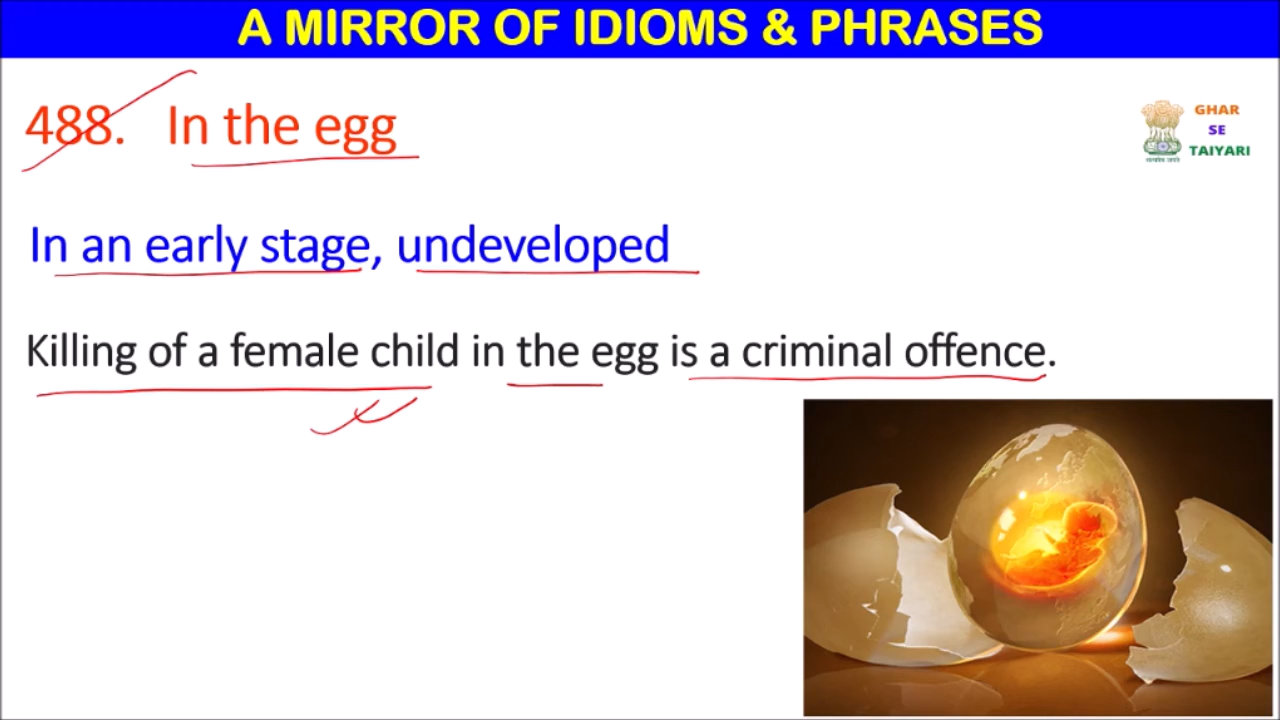 A MIRROR OF IDIOMS & PHRASES
488. In the egg
GHAR
SE
TAIYARI
In an early stage, undeveloped
Killing of a female child in the egg is a criminal offence.